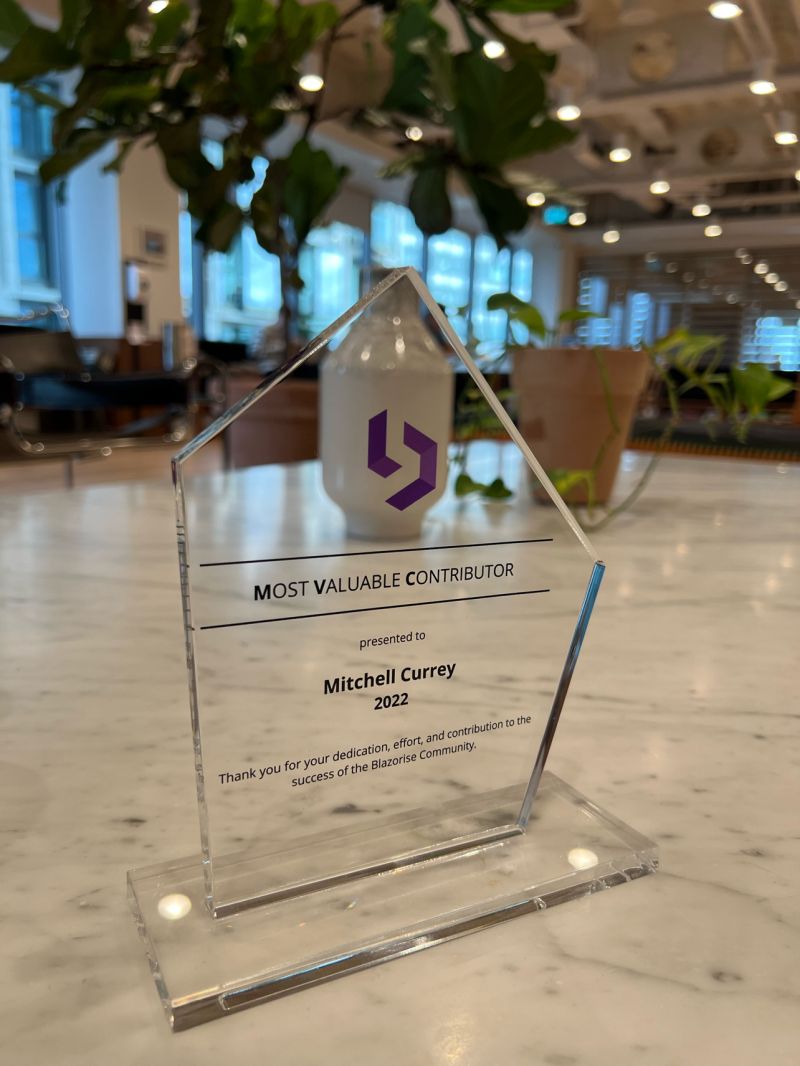 MOST VALUABLE CONTRIBUTOR
presented to
Mitchell Currey
2022
Thank you for your dedication, effort, and contribution to the
success of the Blazorise Community.